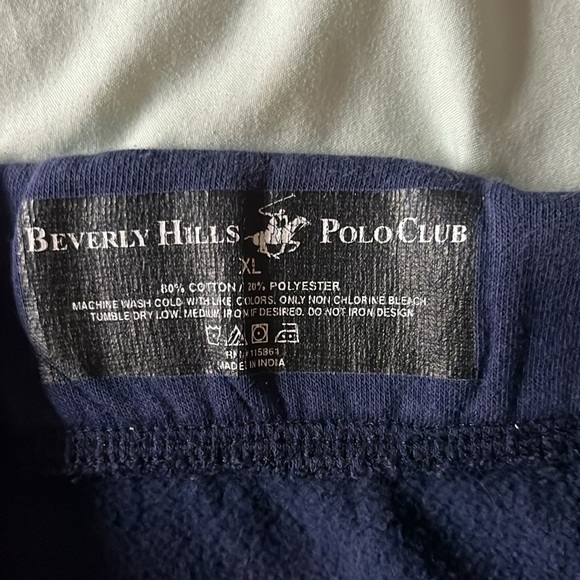 BEVERLY HILLS POLO CLUB
XL
80% COTTON / 20% POLYESTER
MACHINE WASH COLD WITH LIKE COLORS. ONLY NON CHLORINE BLEACH
TUMBLE DRY LOW. MEDIUM IRON IF DESIRED. DO NOT IRON DESIGN
115861
MADE IN INDIA